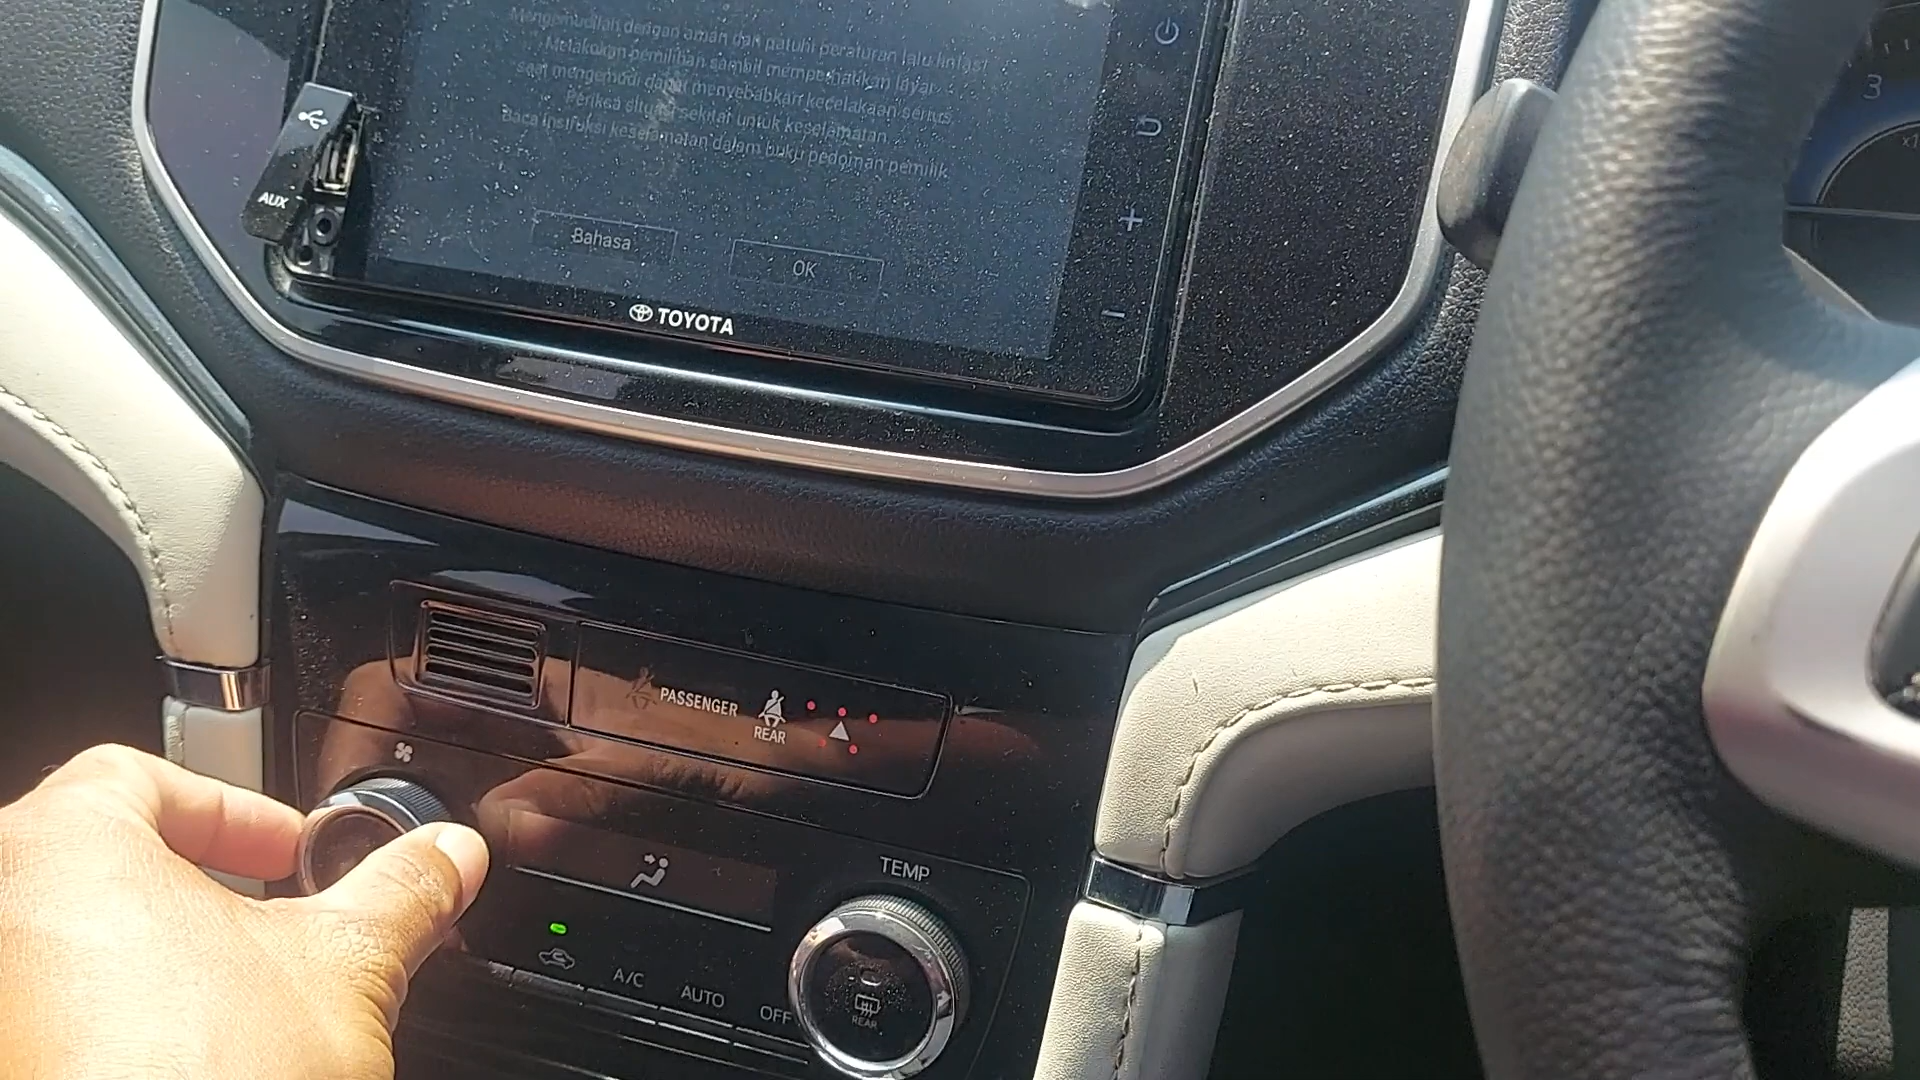 Mengemudilah dengan aman dan patuhi peraturan lalu lintas!
Melakukan pemilihan sambil memperhatikan layar
saat mengemudi dapat menyebabkan kecelakaan serius
Periksa situasi sekitar untuk keselamatan
Baca instruksi keselamatan dalam buku pedoman pemilik
AUX
Bahasa
OK
TOYOTA
3
x1
PASSENGER
REAR
TEMP
A/C
AUTO
OFF
REAR